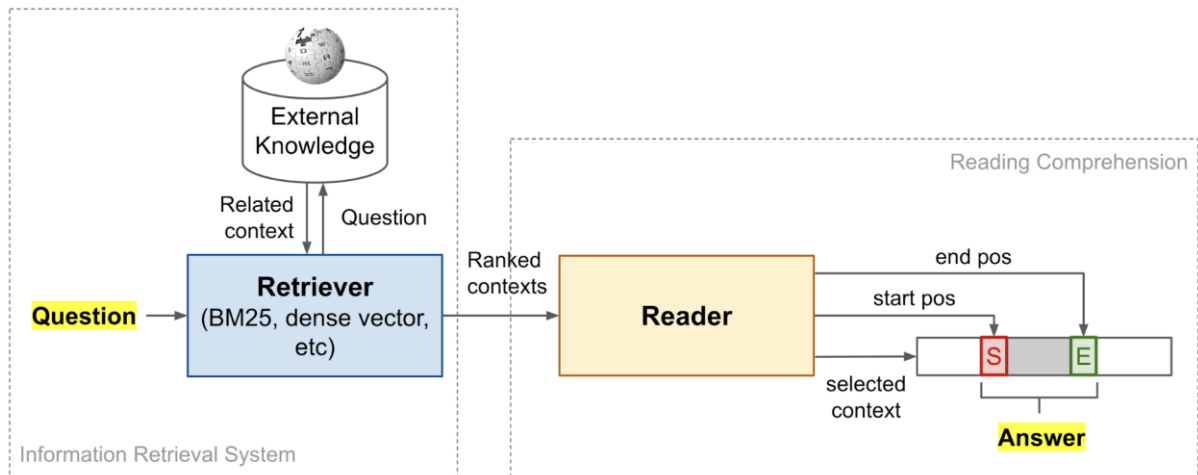 External
Knowledge
Reading Comprehension
Related
context
Question
Ranked
contexts
end pos
Retriever
(BM25, dense vector,
etc)
Question
Reader
start pos
S
E
selected
context
Answer
Information Retrieval System